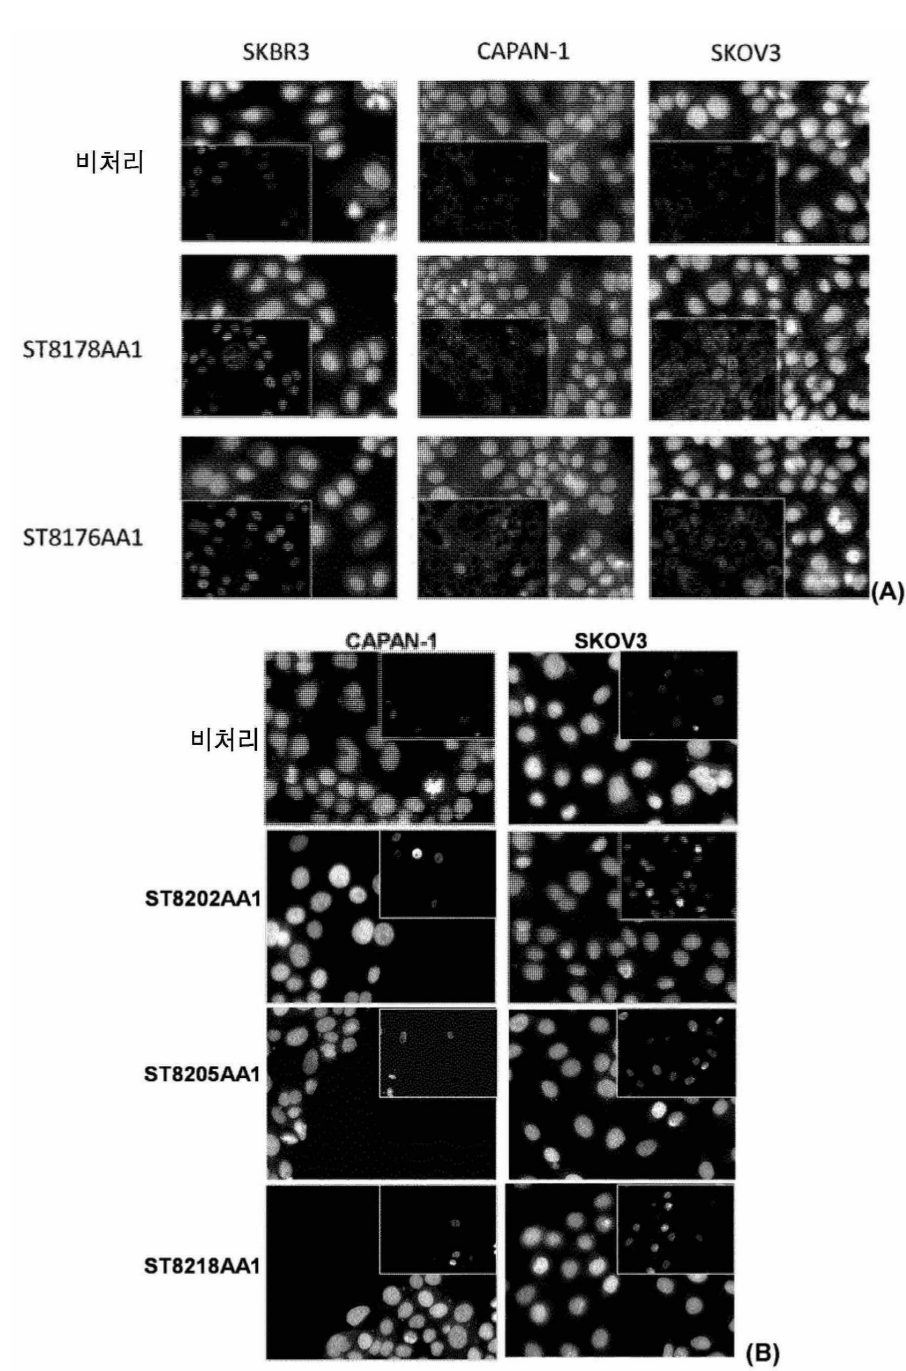 SKBR3 CAPAN-1 SKOV3
비처리
ST8178AA1
ST8176AA1
(A)
CAPAN-1 SKOV3
비처리
ST8202AA1
ST8205AA1
ST8218AA1
(B)